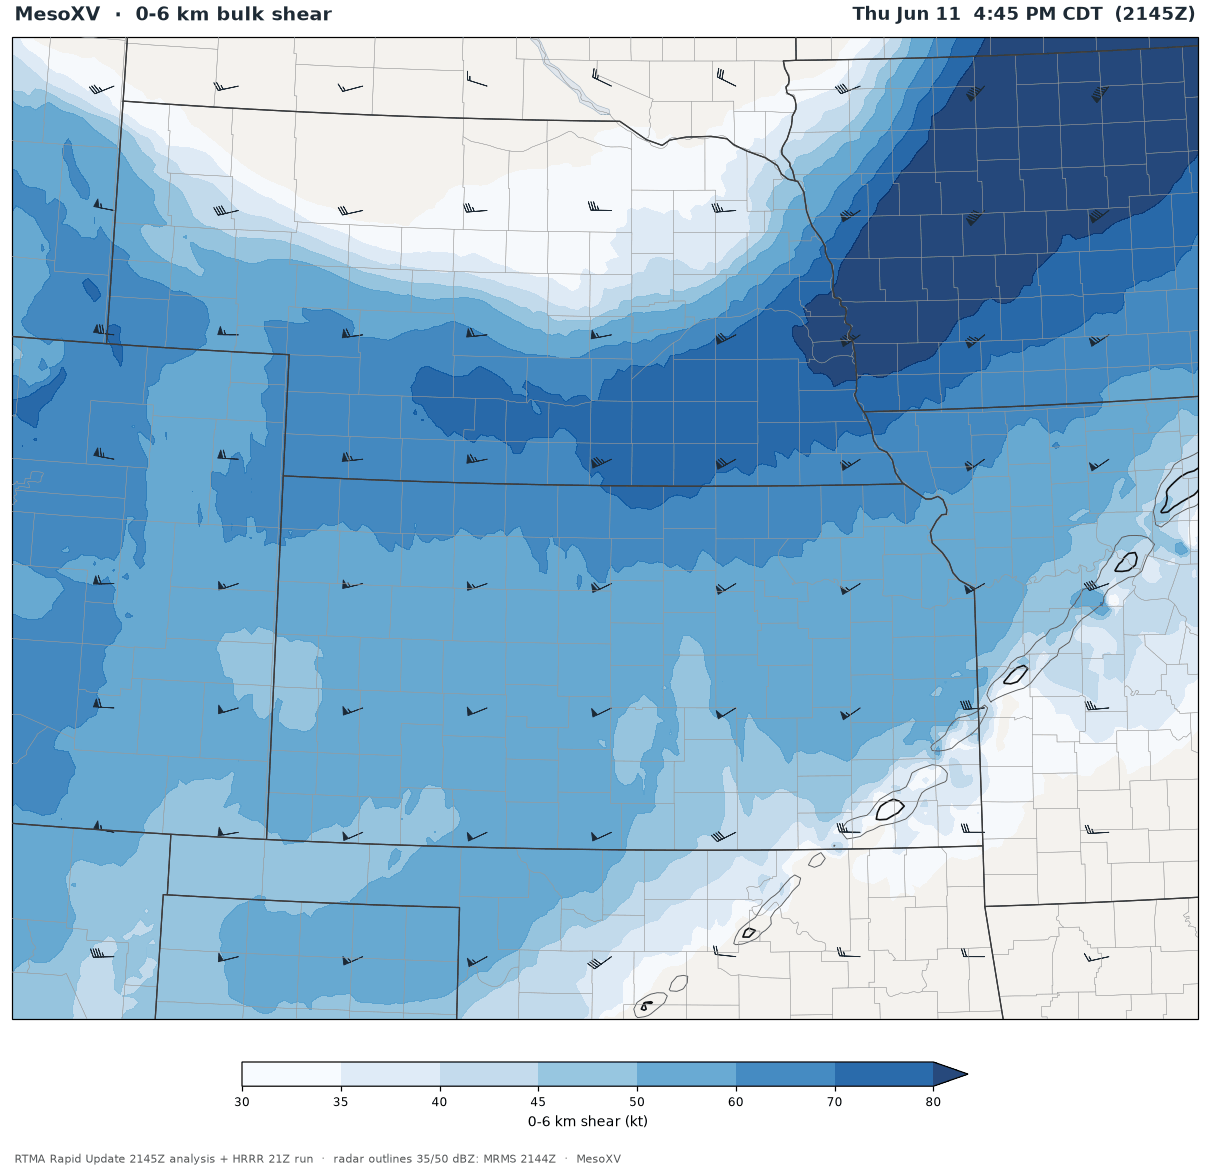 MesoXV · 0-6 km bulk shear
Thu Jun 11 4:45 PM CDT (2145Z)
30 35 40 45 50 60 70 80
0-6 km shear (kt)
RTMA Rapid Update 2145Z analysis + HRRR 21Z run · radar outlines 35/50 dBZ: MRMS 2144Z · MesoXV